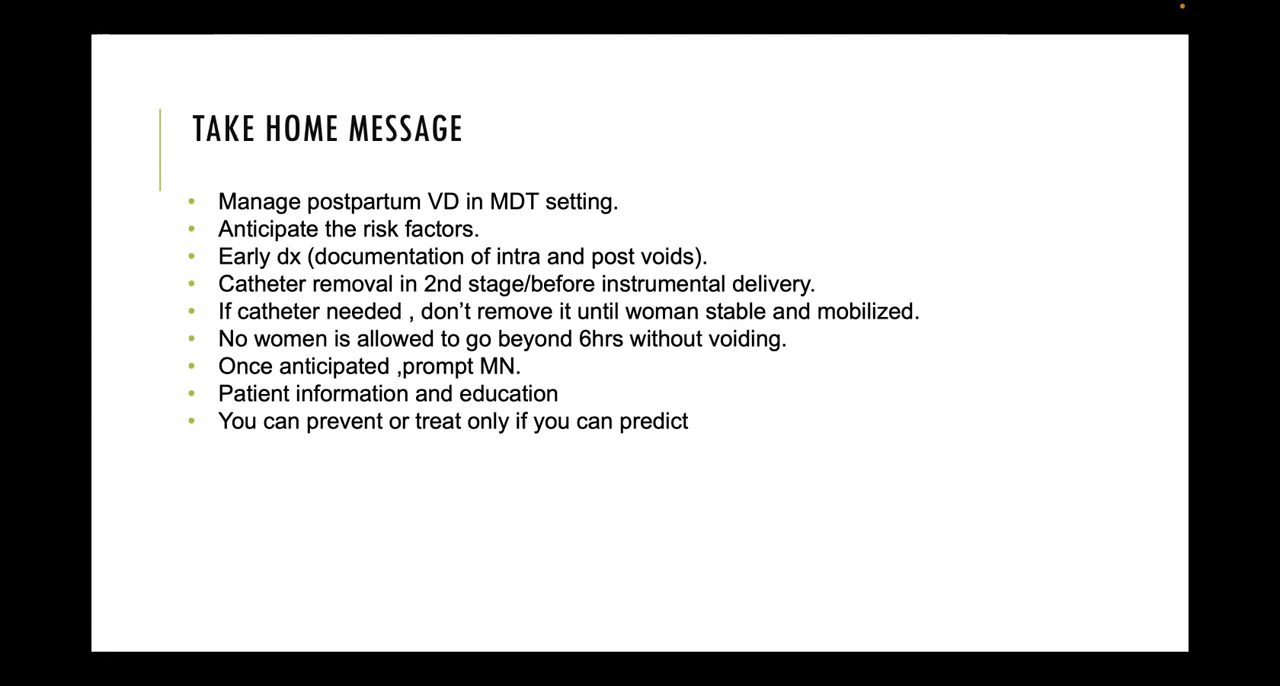 TAKE HOME MESSAGE
• Manage postpartum VD in MDT setting.
• Anticipate the risk factors.
• Early dx (documentation of intra and post voids).
• Catheter removal in 2nd stage/before instrumental delivery.
• If catheter needed , don’t remove it until woman stable and mobilized.
• No women is allowed to go beyond 6hrs without voiding.
• Once anticipated ,prompt MN.
• Patient information and education
• You can prevent or treat only if you can predict